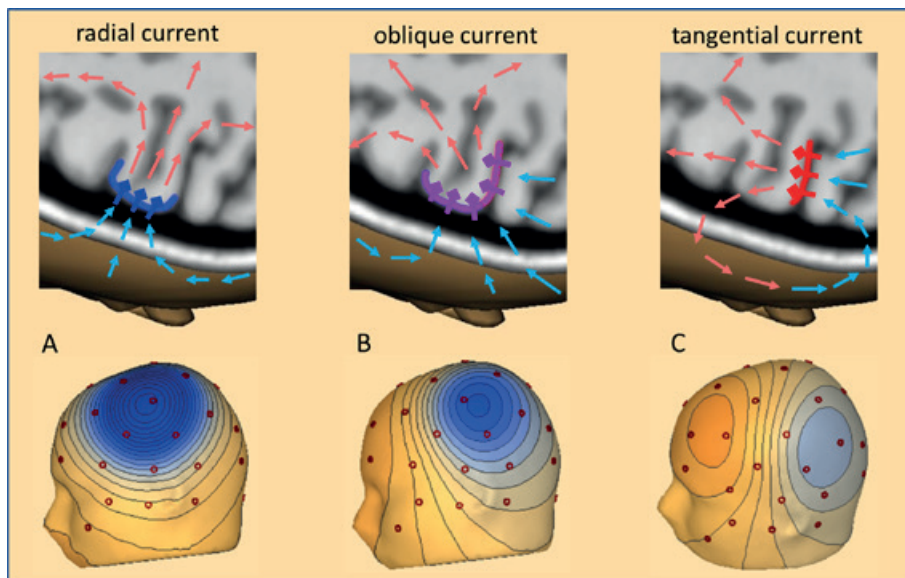 radial current
oblique current
tangential current
A
B
C